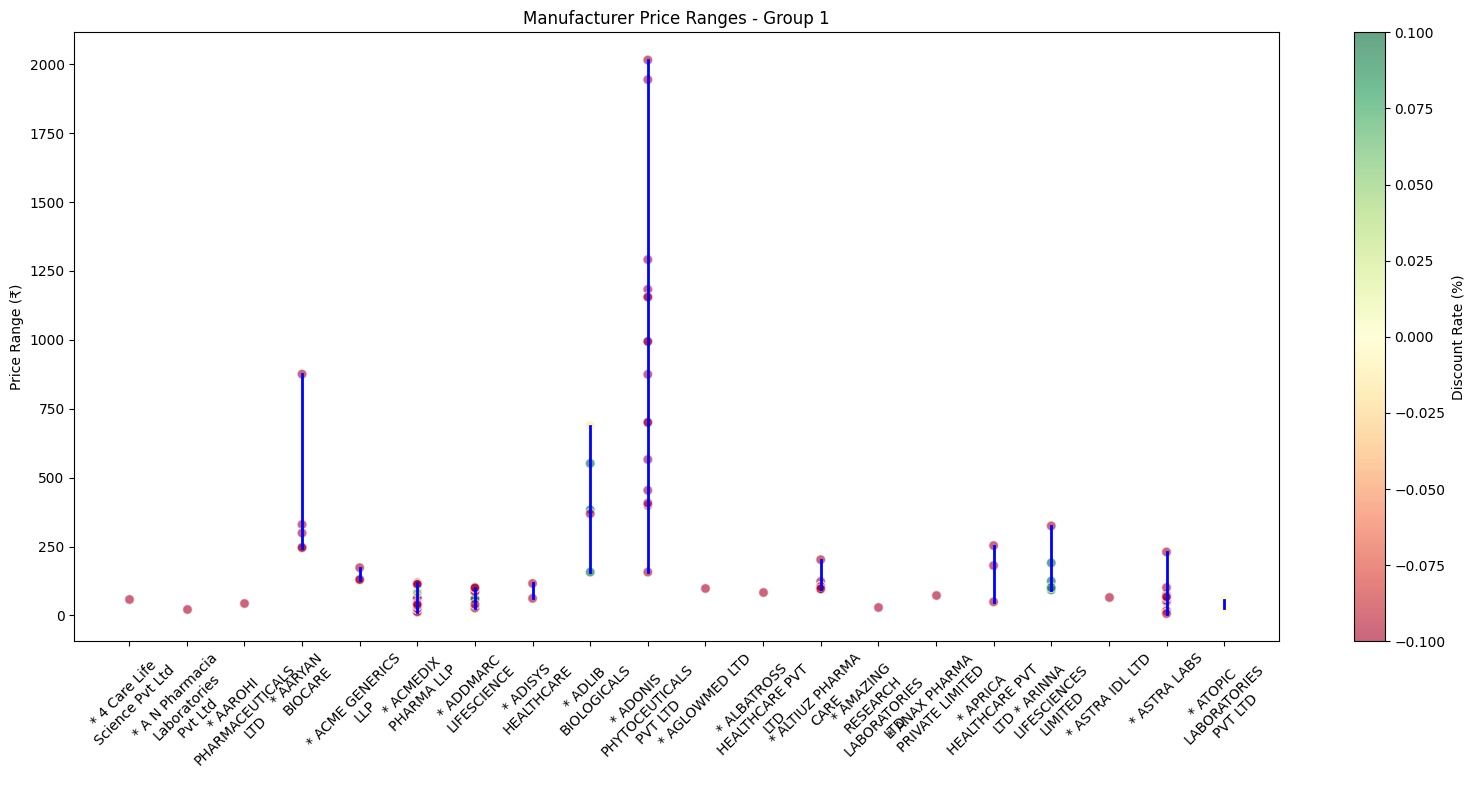 Manufacturer Price Ranges - Group 1
Price Range (₹)
2000
1750
1500
1250
1000
750
500
250
0
* 4 Care Life
Science Pvt Ltd
* A N Pharmacia
Laboratories
Pvt Ltd
* AAROHI
PHARMACEUTICALS
LTD
* AARYAN
BIOCARE
* ACME GENERICS
LLP
* ACMEDIX
PHARMA LLP
* ADDMARC
LIFESCIENCE
* ADISYS
HEALTHCARE
* ADLIB
BIOLOGICALS
* ADONIS
PHYTOCEUTICALS
PVT LTD
* AGLOWMED LTD
* ALBATROSS
HEALTHCARE PVT
LTD
* ALTIUZ PHARMA
CARE
* AMAZING
RESEARCH
LABORATORIES
LTD
PHARMA
PRIVATE LIMITED
* APRICA
HEALTHCARE PVT
LTD
* ARINNA
LIFESCIENCES
LIMITED
* ASTRA IDL LTD
* ASTRA LABS
* ATOPIC
LABORATORIES
PVT LTD
0.100
0.075
0.050
0.025
0.000
−0.025
−0.050
−0.075
−0.100
Discount Rate (%)